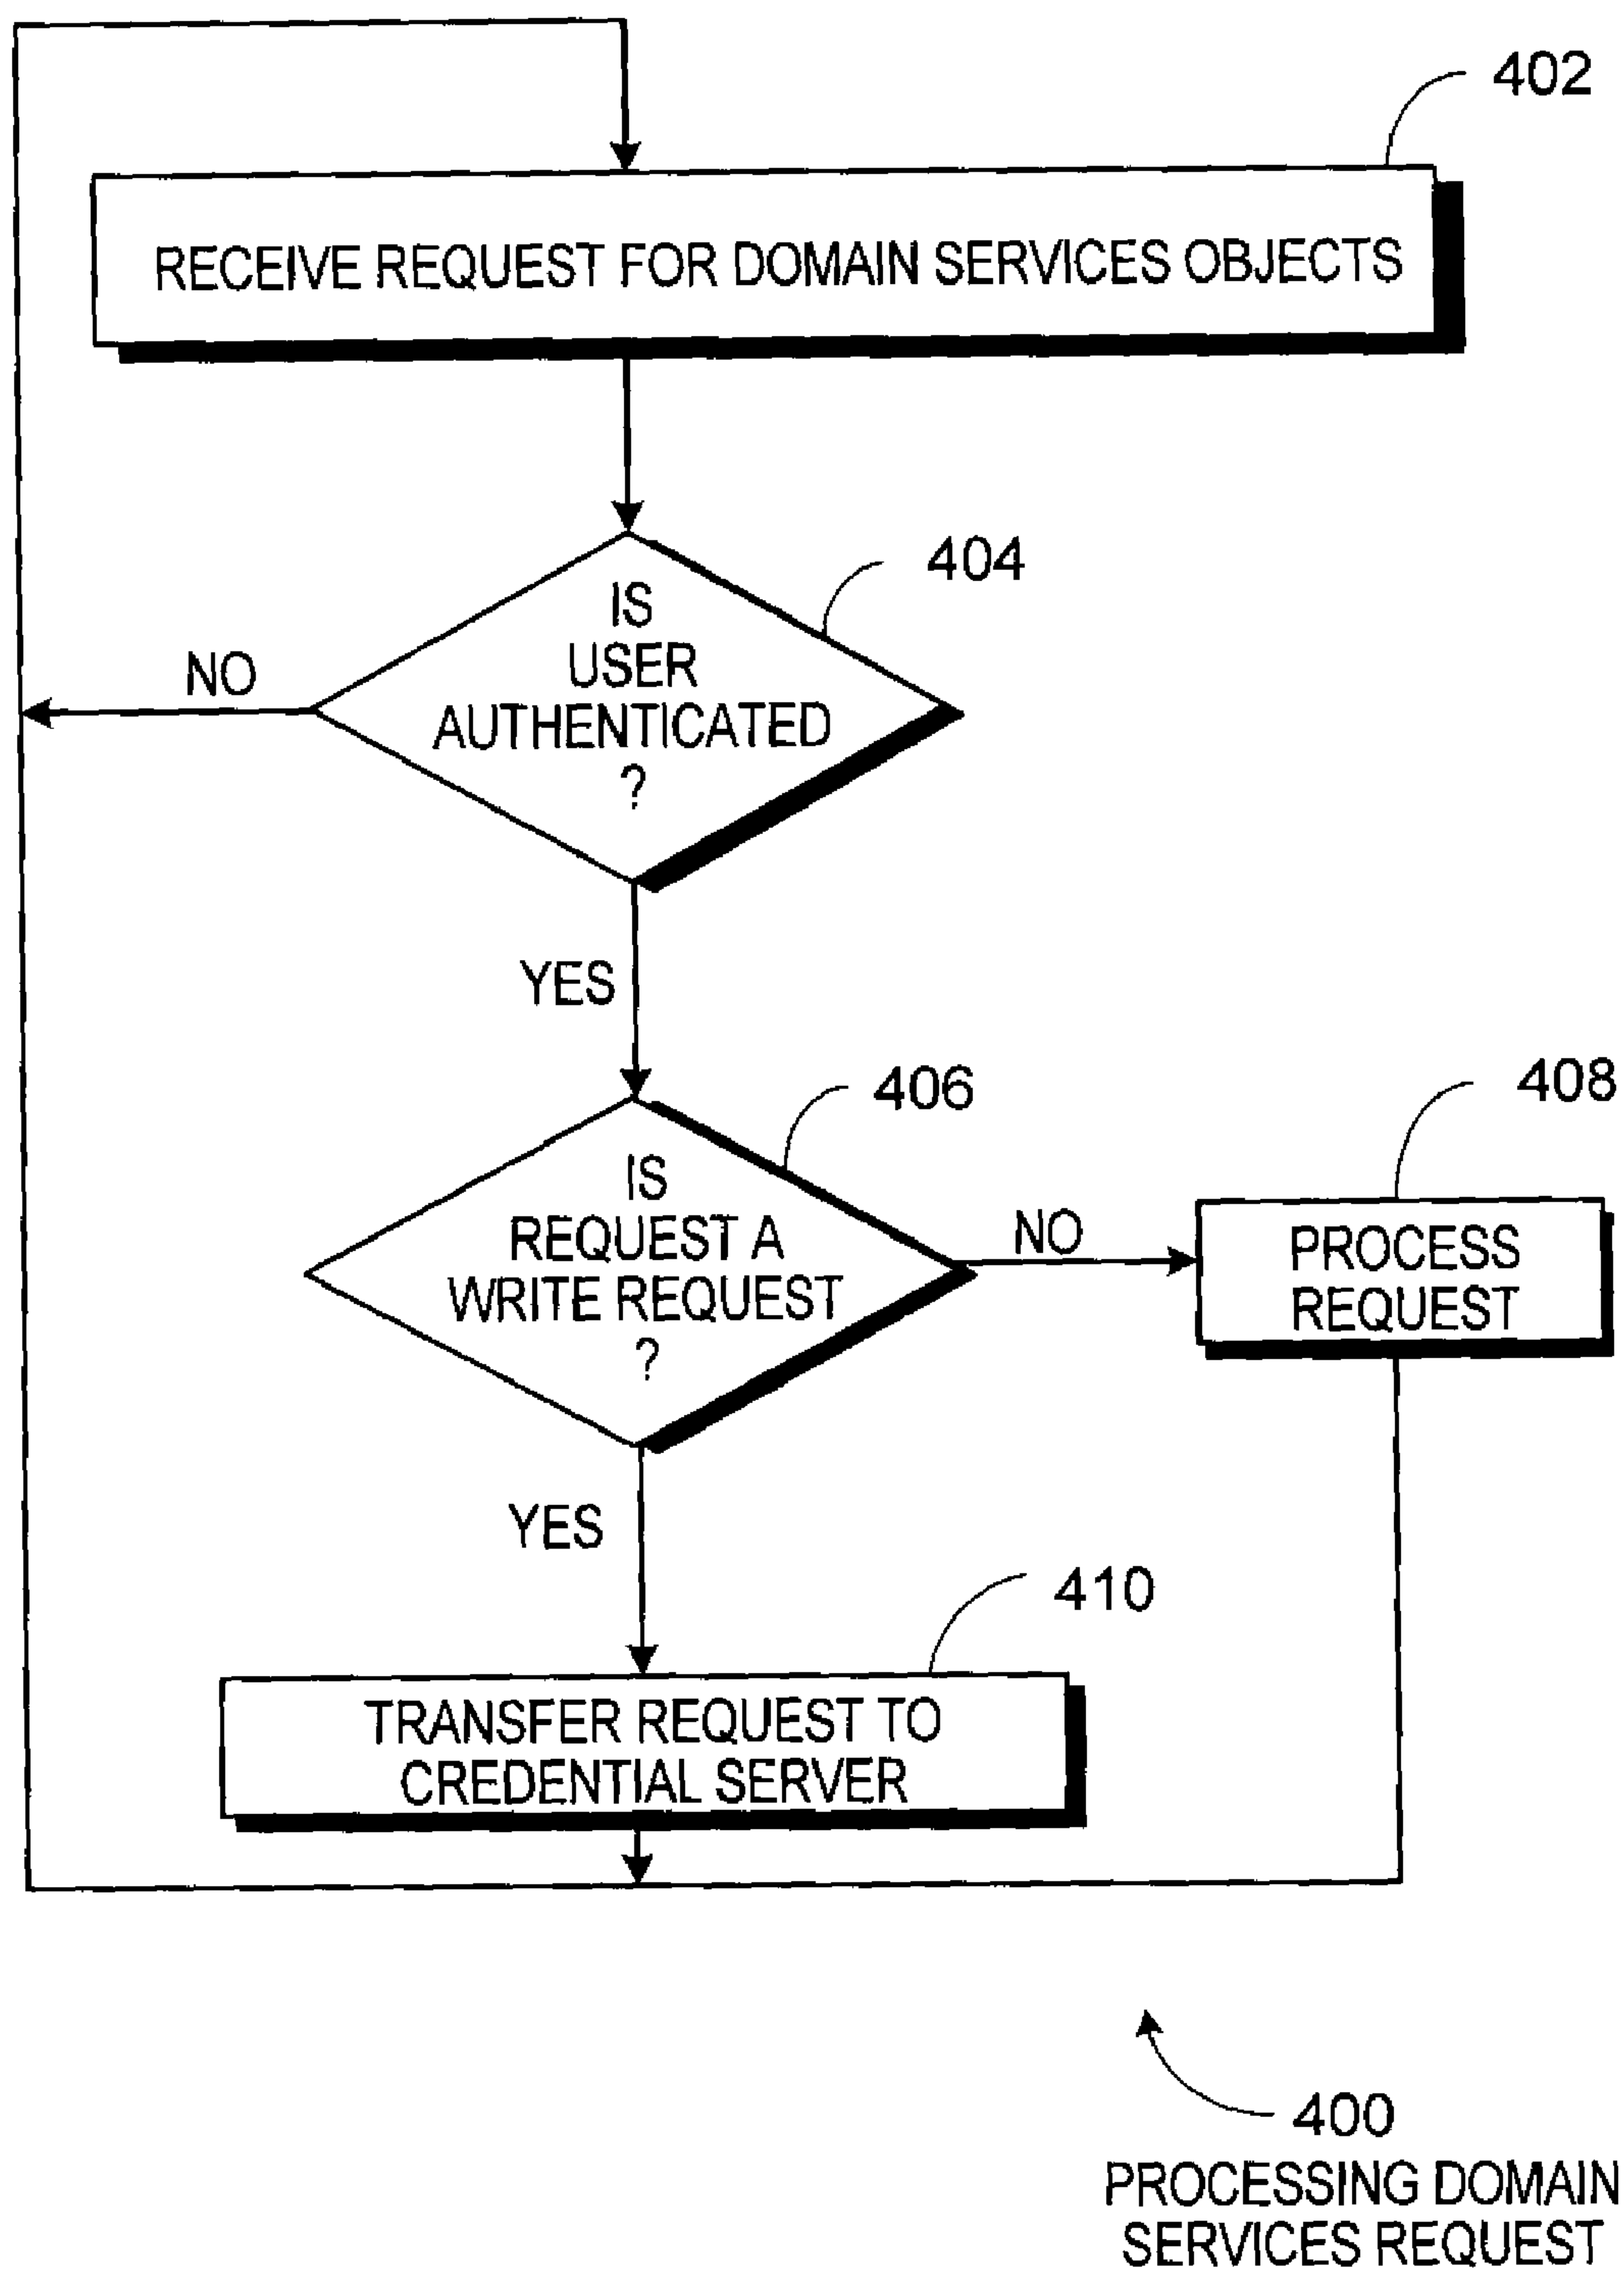 402
RECEIVE REQUEST FOR DOMAIN SERVICES OBJECTS
404
IS
USER
AUTHENTICATED
?
NO
YES
406
IS
REQUEST A
WRITE REQUEST
?
NO
408
PROCESS
REQUEST
YES
410
TRANSFER REQUEST TO
CREDENTIAL SERVER
400
PROCESSING DOMAIN
SERVICES REQUEST